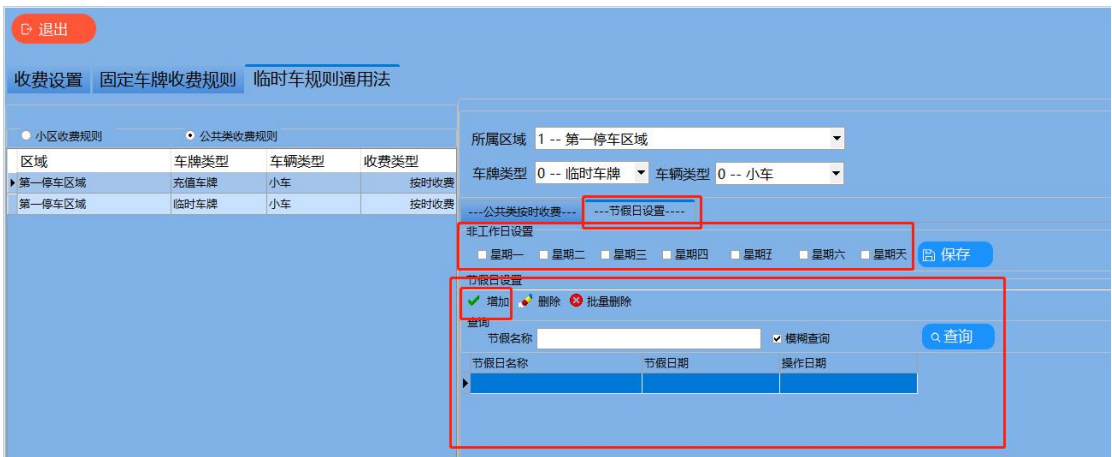 退出
收费设置 固定车牌收费规则 临时车规则通用法
小区收费规则 公共类收费规则
区域 车牌类型 车辆类型 收费类型
第一停车区域 充值车牌 小车 按时收费
第一停车区域 临时车牌 小车 按时收费
所属区域 1 -- 第一停车区域
车牌类型 0 -- 临时车牌 车辆类型 0 -- 小车
---公共类按时收费--- ---节假日设置----
非工作日设置
星期一 星期二 星期三 星期四 星期五 星期六 星期天 保存
节假日设置
增加 删除 批量删除
查询
节假名称 模糊查询 查询
节假日名称 节假日期 操作日期